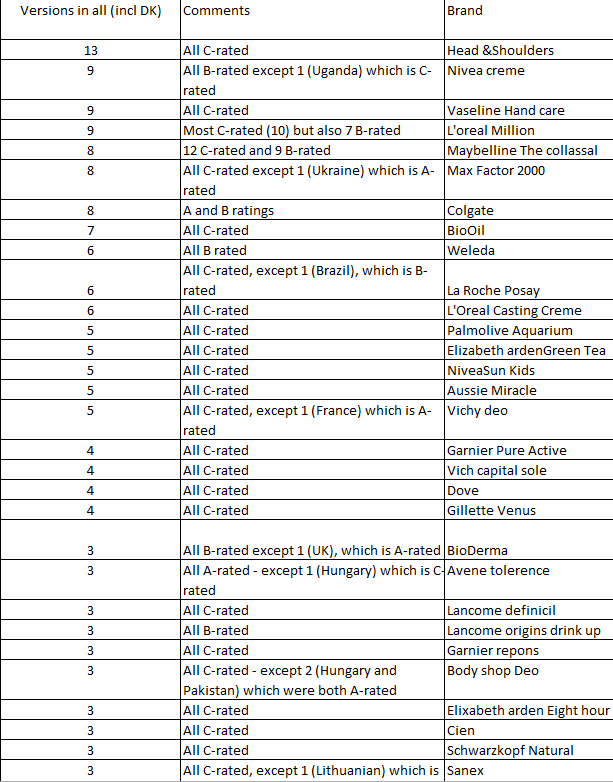 Versions in all (incl DK) Comments Brand
13 All C-rated Head &Shoulders
9 All B-rated except 1 (Uganda) which is C- Nivea creme
rated
9 All C-rated Vaseline Hand care
9 Most C-rated (10) but also 7 B-rated L'oreal Million
8 12 C-rated and 9 B-rated Maybelline The collassal
8 All C-rated except 1 (Ukraine) which is A- Max Factor 2000
rated
8 A and B ratings Colgate
7 All C-rated BioOil
6 All B rated Weleda
All C-rated, except 1 (Brazil), which is B-
6 rated La Roche Posay
6 All C-rated L'Oreal Casting Creme
5 All C-rated Palmolive Aquarium
5 All C-rated Elizabeth ardenGreen Tea
5 All C-rated NiveaSun Kids
5 All C-rated Aussie Miracle
5 All C-rated, except 1 (France) which is A- Vichy deo
rated
4 All C-rated Garnier Pure Active
4 All C-rated Vich capital sole
4 All C-rated Dove
4 All C-rated Gillette Venus
3 All B-rated except 1 (UK), which is A-rated BioDerma
3 All A-rated - except 1 (Hungary) which is C- Avene tolerence
rated
3 All C-rated Lancome definicil
3 All B-rated Lancome origins drink up
3 All C-rated Garnier repons
3 All C-rated - except 2 (Hungary and Body shop Deo
Pakistan) which were both A-rated
3 All C-rated Elixabeth arden Eight hour
3 All C-rated Cien
3 All C-rated Schwarzkopf Natural
3 All C-rated, except 1 (Lithuanian) which is Sanex